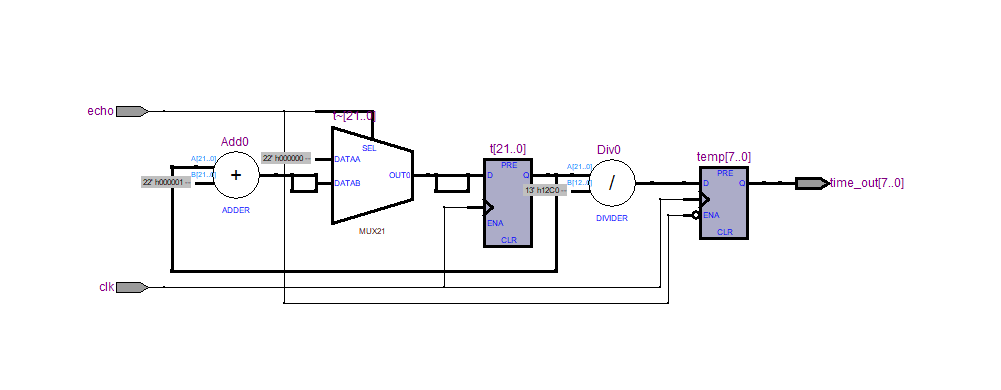 echo
t~[21..0]
SEL
22' h000000 --
DATAA
DATAB
OUT0
MUX21
Add0
A[21..0]
B[21..0]
22' h000001 --
+
ADDER
t[21..0]
PRE
D
Q
ENA
CLR
Div0
A[21..0]
B[12..0]
13' h12C0 --
/
DIVIDER
temp[7..0]
PRE
D
Q
ENA
CLR
time_out[7..0]
clk